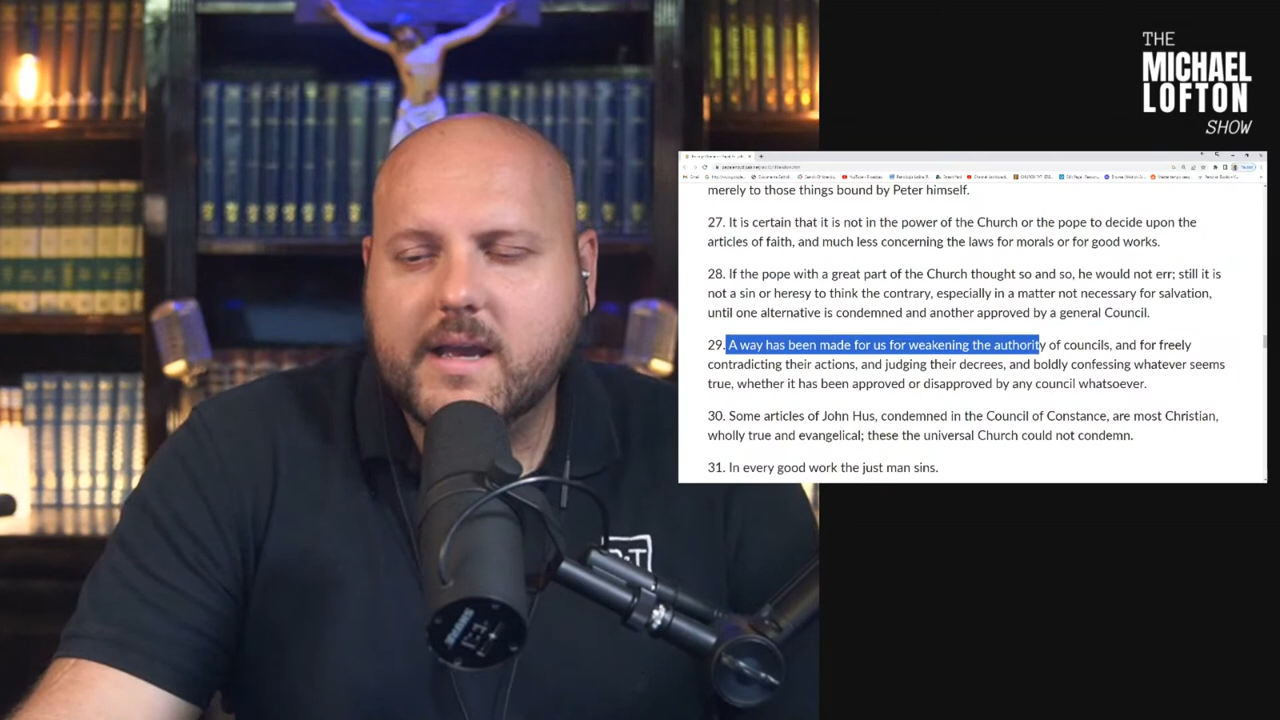 THE
MICHAEL
LOFTON
SHOW
merely to those things bound by Peter himself.
27. It is certain that it is not in the power of the Church or the pope to decide upon the
articles of faith, and much less concerning the laws for morals or for good works.
28. If the pope with a great part of the Church thought so and so, he would not err; still it is
not a sin or heresy to think the contrary, especially in a matter not necessary for salvation,
until one alternative is condemned and another approved by a general Council.
29. A way has been made for us for weakening the authority of councils, and for freely
contradicting their actions, and judging their decrees, and boldly confessing whatever seems
true, whether it has been approved or disapproved by any council whatsoever.
30. Some articles of John Hus, condemned in the Council of Constance, are most Christian,
wholly true and evangelical; these the universal Church could not condemn.
31. In every good work the just man sins.